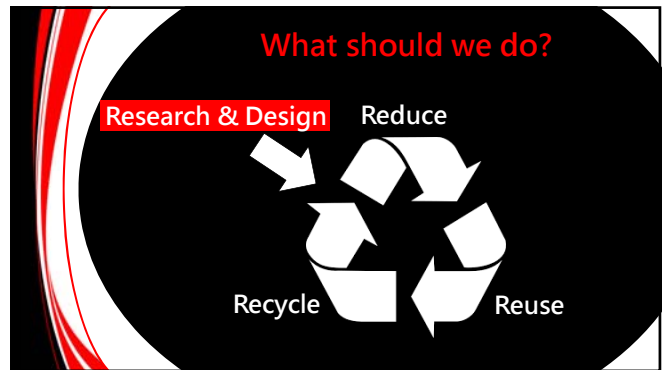 What should we do?
Research & Design
Reduce
Recycle
Reuse